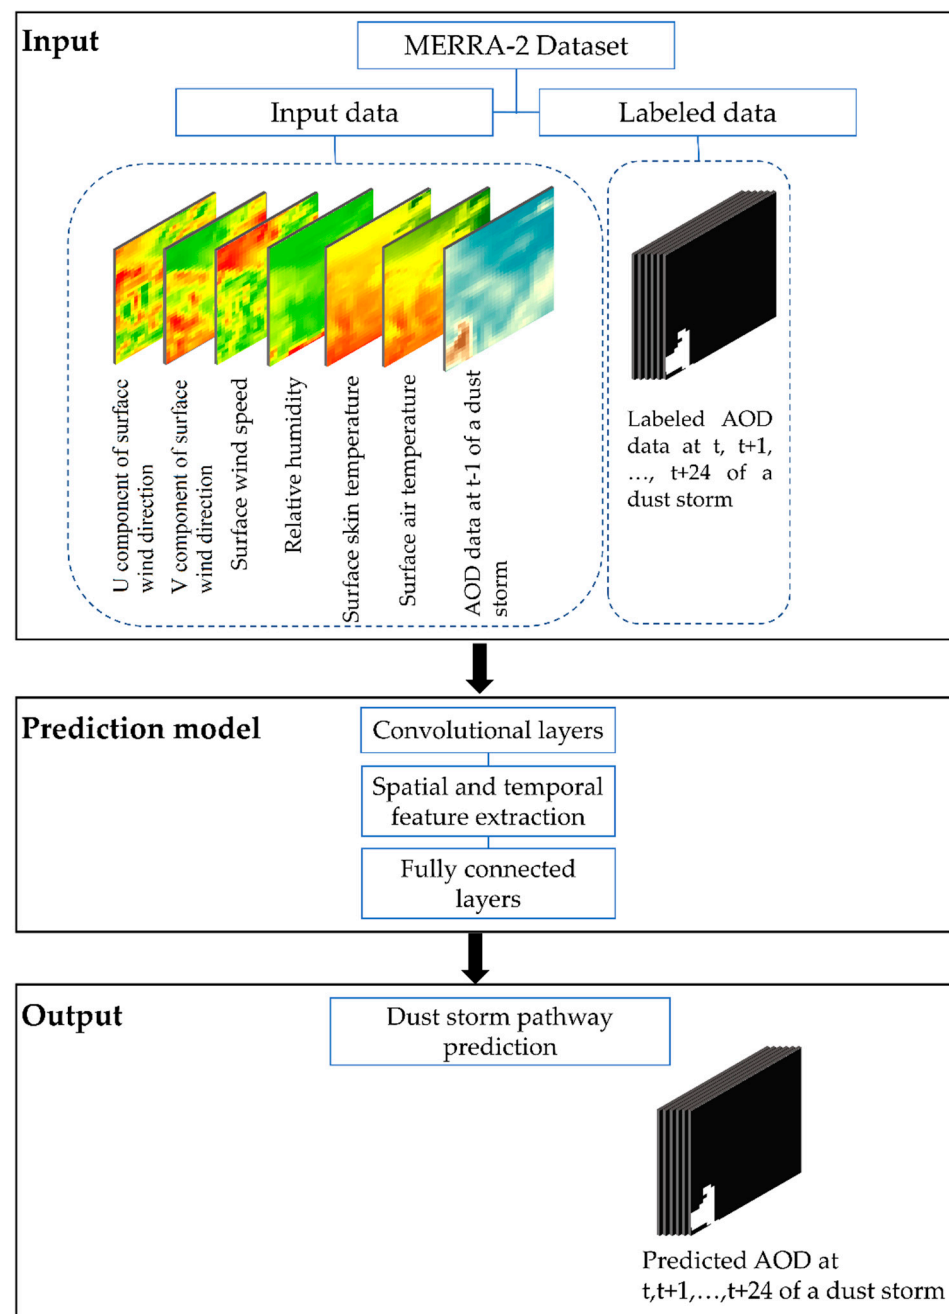 Input
MERRA-2 Dataset
Input data
Labeled data
U component of surface
wind direction
V component of surface
wind direction
Surface wind speed
Relative humidity
Surface skin temperature
Surface air temperature
AOD data at t-1 of a dust
storm
Labeled AOD
data at t, t+1,
..., t+24 of a
dust storm
Prediction model
Convolutional layers
Spatial and temporal
feature extraction
Fully connected
layers
Output
Dust storm pathway
prediction
Predicted AOD at
t,t+1,...,t+24 of a dust storm